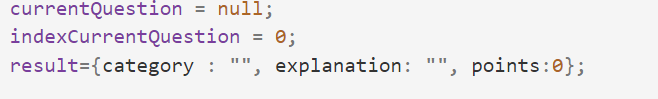 currentQuestion = null;
indexCurrentQuestion = 0;
result={category : "", explanation: "", points:0};